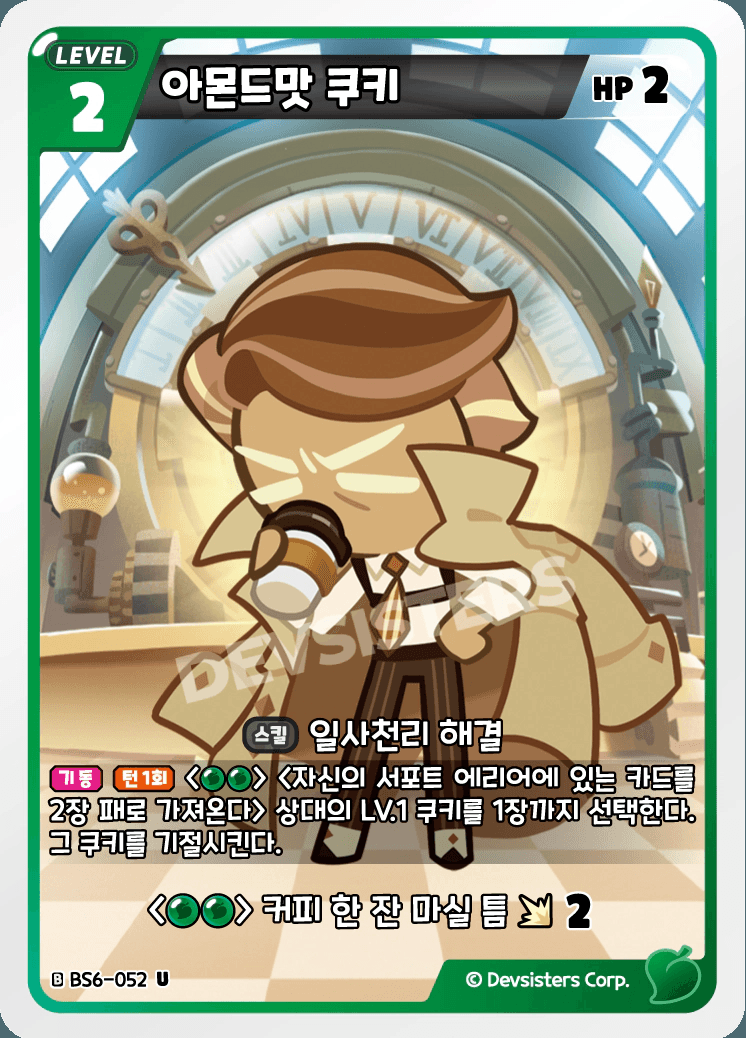 LEVEL
2
아몬드맛 쿠키
HP 2
DEVSISTERS
스킬 일사천리 해결
기동 턴1회 < > <자신의 서포트 에리어에 있는 카드를
2장 패로 가져온다> 상대의 LV.1 쿠키를 1장까지 선택한다.
그 쿠키를 기절시킨다.
< > 커피 한 잔 마실 틈 2
B BS6-052 U
© Devsisters Corp.